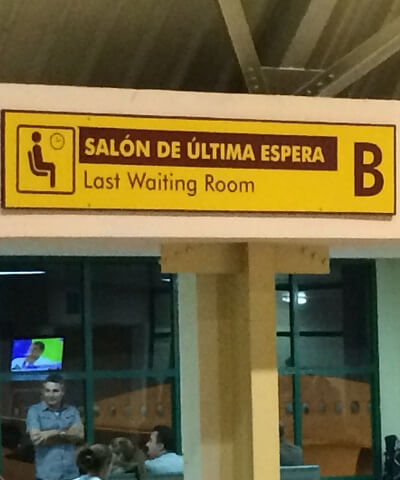 SALÓN DE ÚLTIMA ESPERA
Last Waiting Room
B